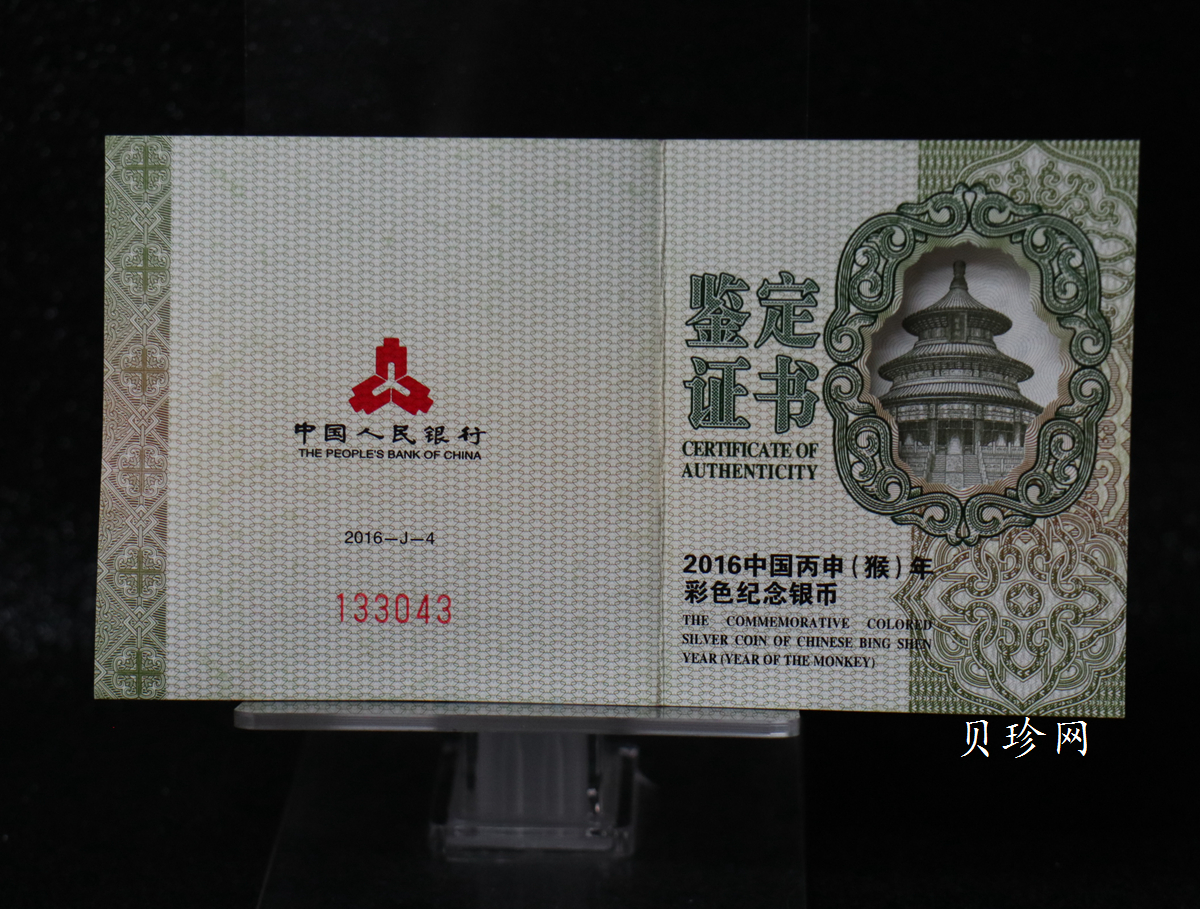 中国人民银行
THE PEOPLE'S BANK OF CHINA
2016—J—4
133043
鉴定
证书
CERTIFICATE OF
AUTHENTICITY
2016中国丙申(猴)年
彩色纪念银币
THE COMMEMORATIVE COLORED
SILVER COIN OF CHINESE BING SHEN
YEAR (YEAR OF THE MONKEY)
贝珍网